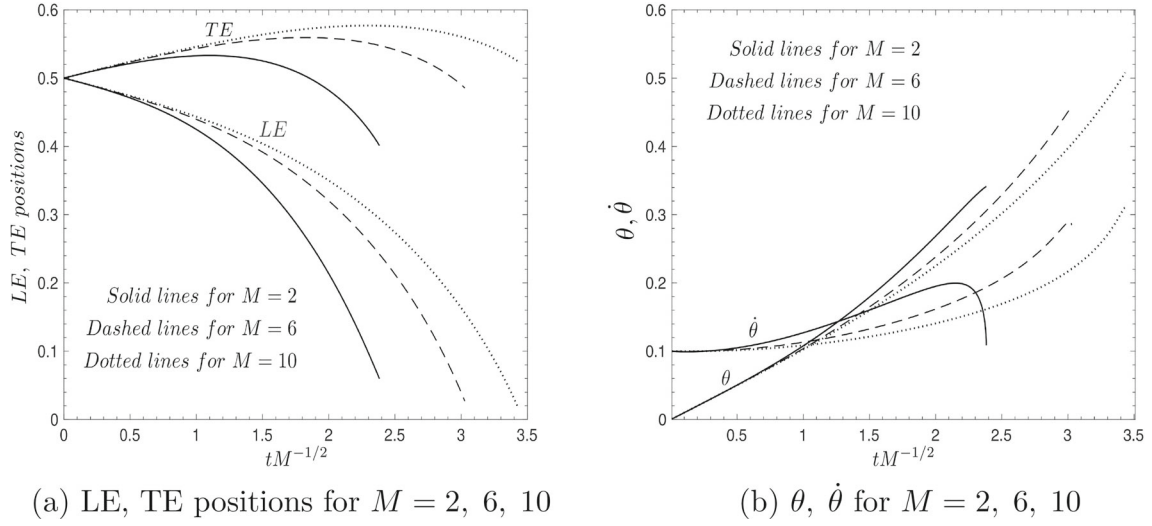 0.6
0.5
0.4
0.3
0.2
0.1
0
LE, TE positions
TE
LE
Solid lines for M = 2
Dashed lines for M = 6
Dotted lines for M = 10
0 0.5 1 1.5 2 2.5 3 3.5
tM^{-1/2}
(a) LE, TE positions for M = 2, 6, 10
0.6
0.5
0.4
0.3
0.2
0.1
0
θ, θ̇
Solid lines for M = 2
Dashed lines for M = 6
Dotted lines for M = 10
θ̇
θ
0.5 1 1.5 2 2.5 3 3.5
tM^{-1/2}
(b) θ, θ̇ for M = 2, 6, 10